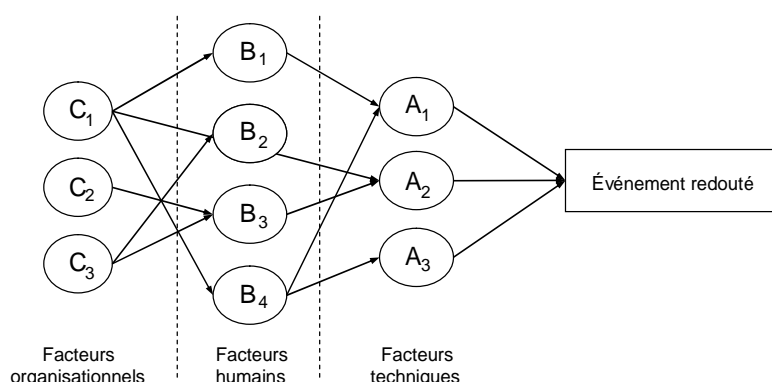 B1
C1
A1
B2
Événement redouté
C2
A2
B3
C3
A3
B4
Facteurs
organisationnels
Facteurs
humains
Facteurs
techniques